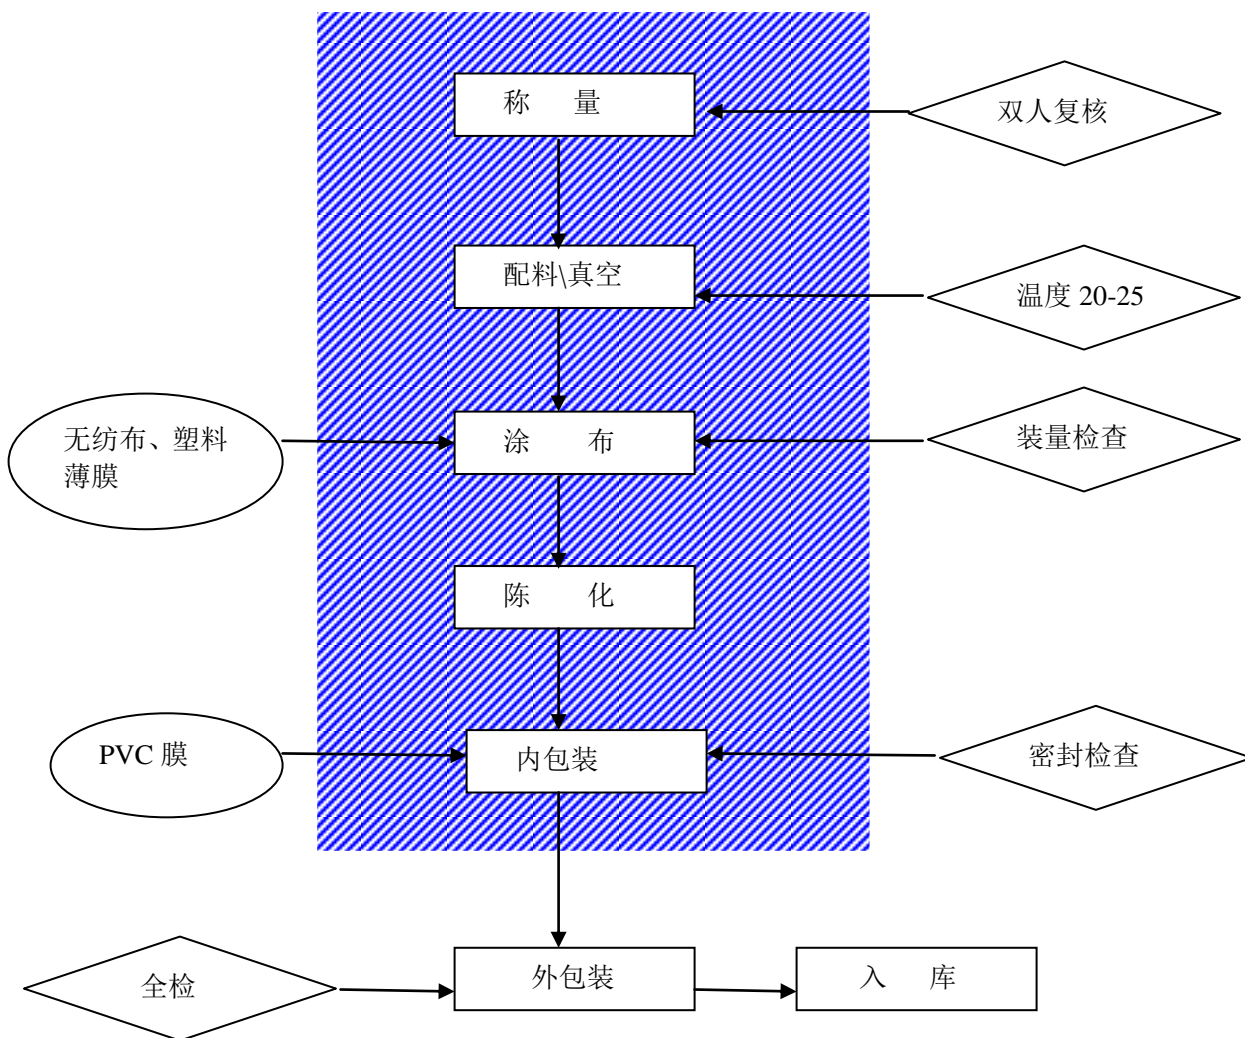 称 量
双人复核
配料\真空
温度 20-25
无纺布、塑料
薄膜
涂 布
装量检查
陈 化
PVC 膜
内包装
密封检查
全检
外包装
入 库